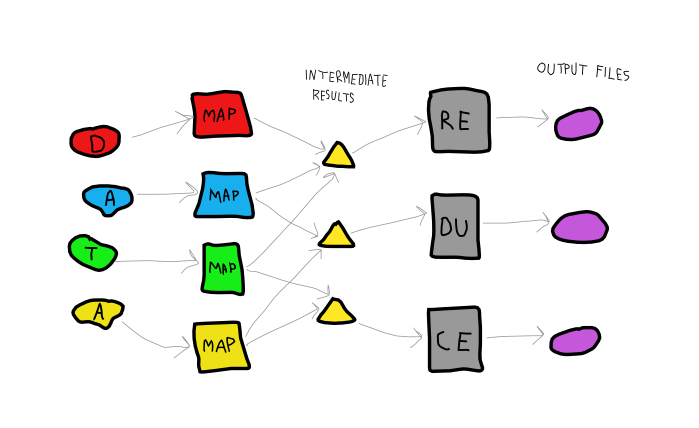 INTERMEDIATE
RESULTS
OUTPUT FILES
D
MAP
RE
A
MAP
DU
T
MAP
A
MAP
CE